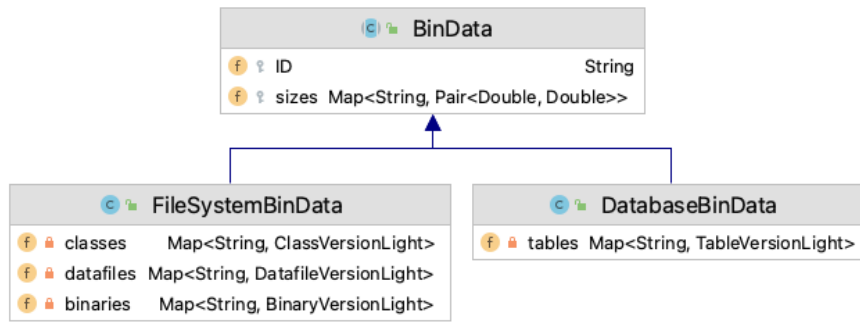 BinData
ID String
sizes Map<String, Pair<Double, Double>>
FileSystemBinData
classes Map<String, ClassVersionLight>
datafiles Map<String, DatafileVersionLight>
binaries Map<String, BinaryVersionLight>
DatabaseBinData
tables Map<String, TableVersionLight>